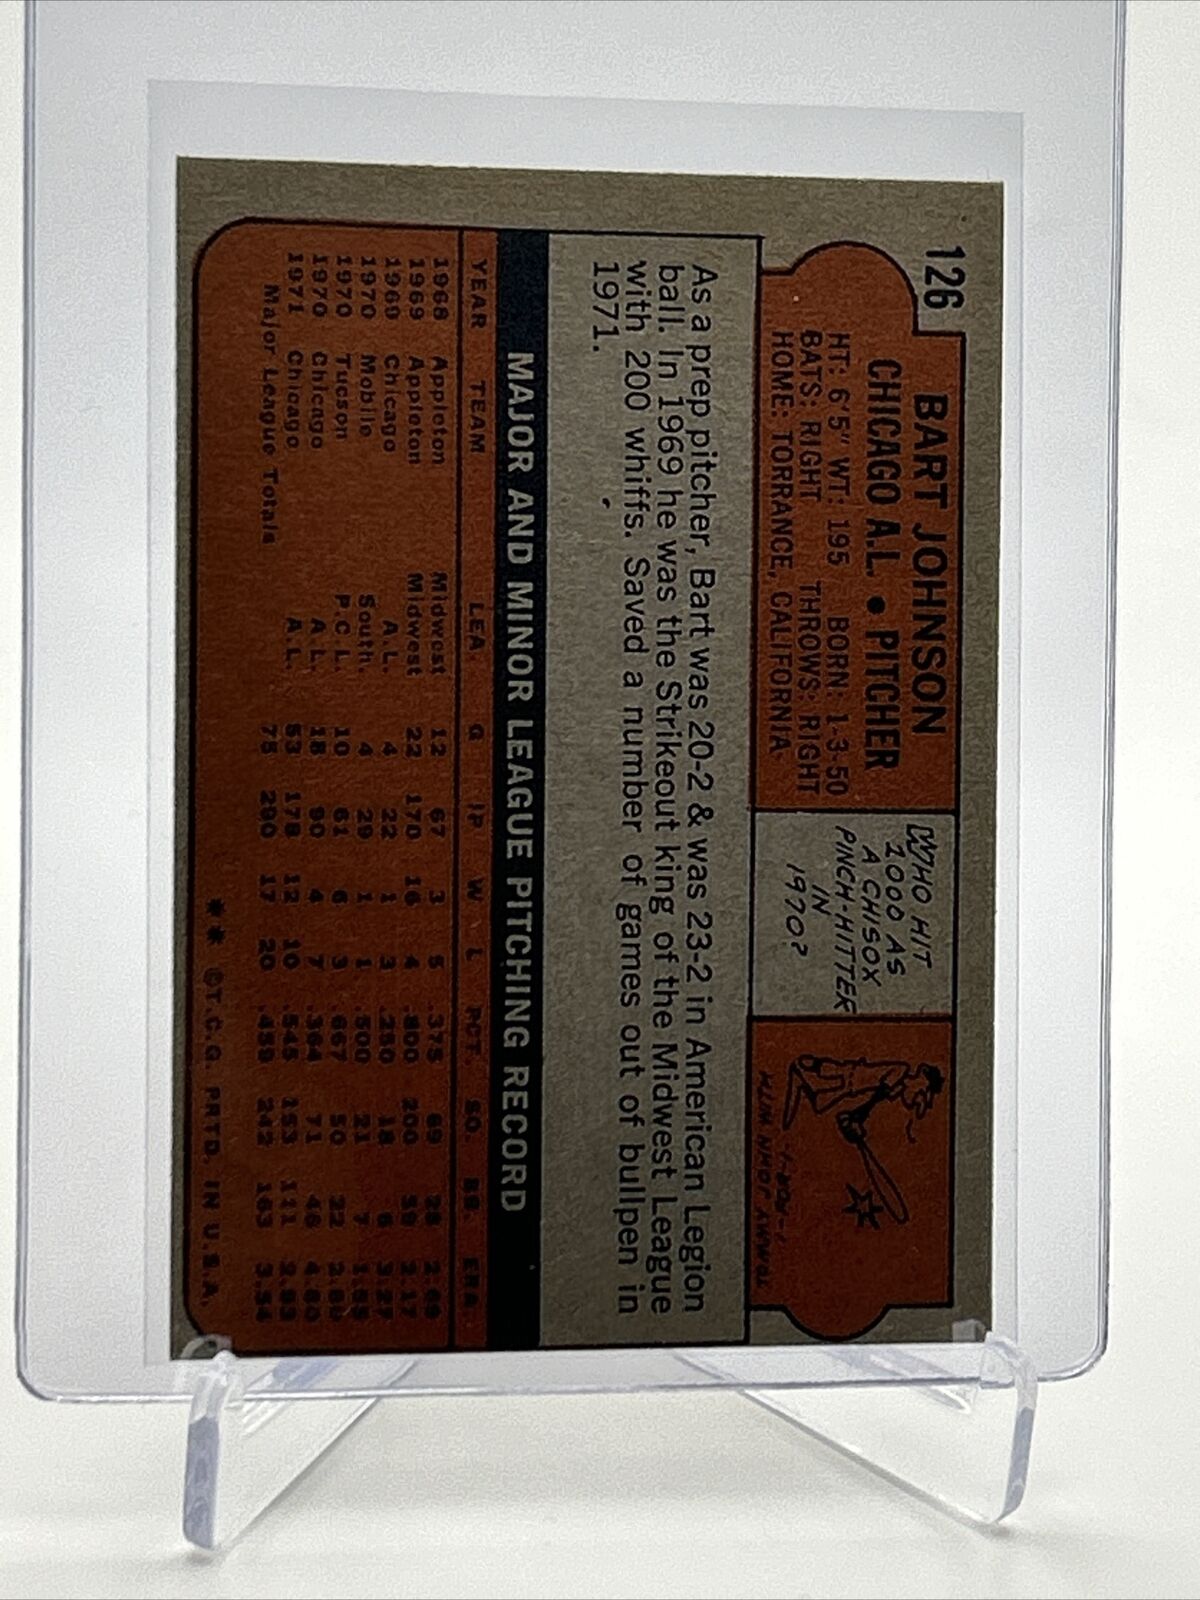 126
BART JOHNSON
CHICAGO A.L. • PITCHER
HT: 6'5" WT: 195 BORN: 1-3-50
BATS: RIGHT THROWS: RIGHT
HOME: TORRANCE, CALIFORNIA
WHO HIT
1000 AS
A CHISOX
PINCH-HITTER
IN
1970?
1-FOR-1.
TOMMY JOHN WITH
As a prep pitcher, Bart was 20-2 & was 23-2 in American Legion
ball. In 1969 he was the Strikeout king of the Midwest League
with 200 whiffs. Saved a number of games out of bullpen in
1971.
MAJOR AND MINOR LEAGUE PITCHING RECORD
YEAR TEAM LEA. G IP W L PCT. SO. BB. ERA
1968 Appleton Midwest 12 67 3 5 .375 69 28 2.69
1969 Appleton Midwest 22 170 16 4 .800 200 59 2.17
1969 Chicago A.L. 4 22 1 3 .250 18 6 3.27
1970 Mobile South. 4 29 1 1 .500 21 7
1970 Tucson P.C.L. 10 61 6 3 .667 50 22
1970 Chicago A.L. 18 90 4 7 .364 71 46 4.80
1971 Chicago A.L. 53 178 12 10 .545 153 111 2.93
Major League Totals 75 290 17 20 .459 242 163 3.54
** ©T.C.G. PRTD. IN U.S.A.